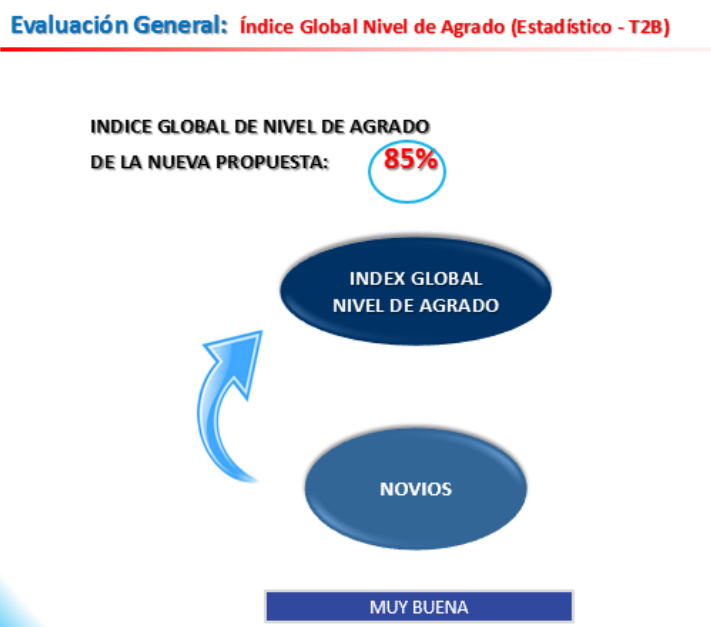 Evaluación General: Índice Global Nivel de Agrado (Estadístico - T2B)
INDICE GLOBAL DE NIVEL DE AGRADO
DE LA NUEVA PROPUESTA: 85%
INDEX GLOBAL
NIVEL DE AGRADO
NOVIOS
MUY BUENA